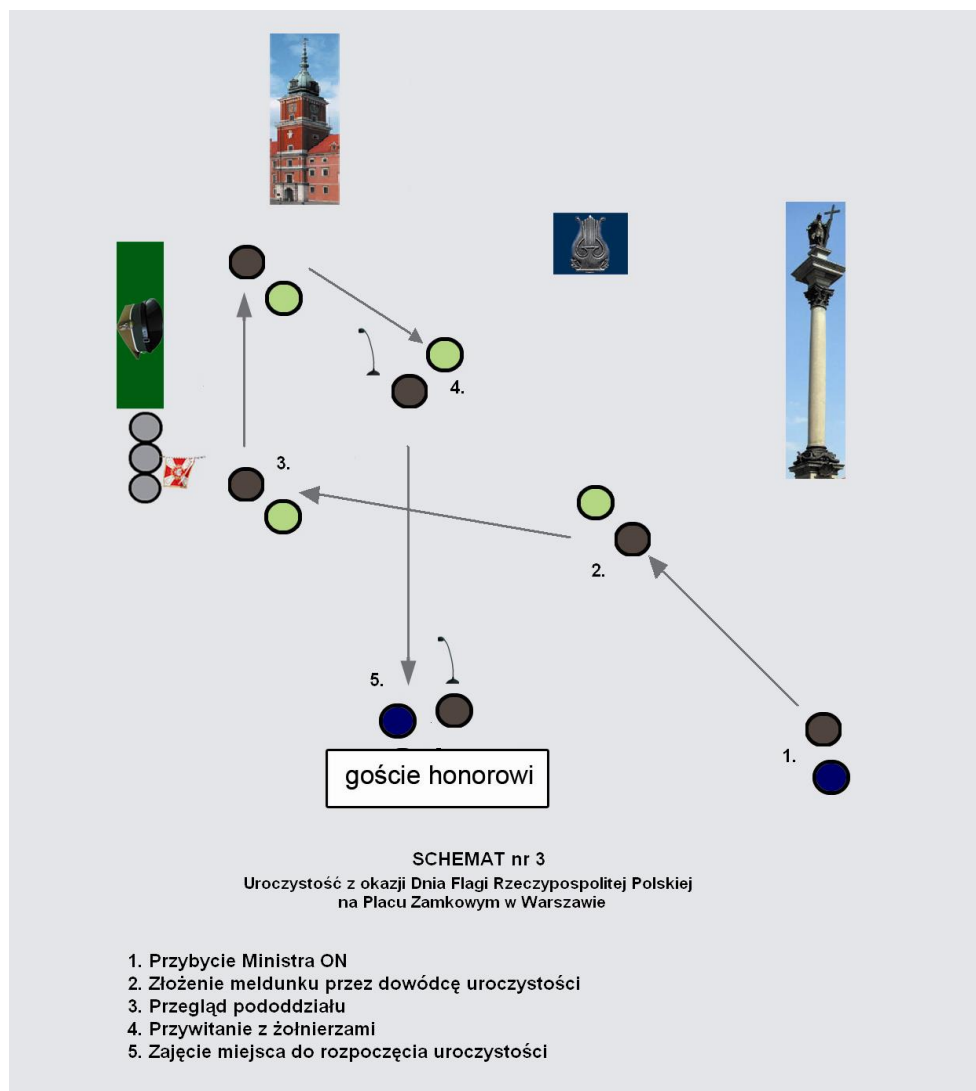 4.
3.
2.
5.
1.
goście honorowi
SCHEMAT nr 3
Uroczystość z okazji Dnia Flagi Rzeczypospolitej Polskiej
na Placu Zamkowym w Warszawie
1. Przybycie Ministra ON
2. Złożenie meldunku przez dowódcę uroczystości
3. Przegląd pododdziału
4. Przywitanie z żołnierzami
5. Zajęcie miejsca do rozpoczęcia uroczystości